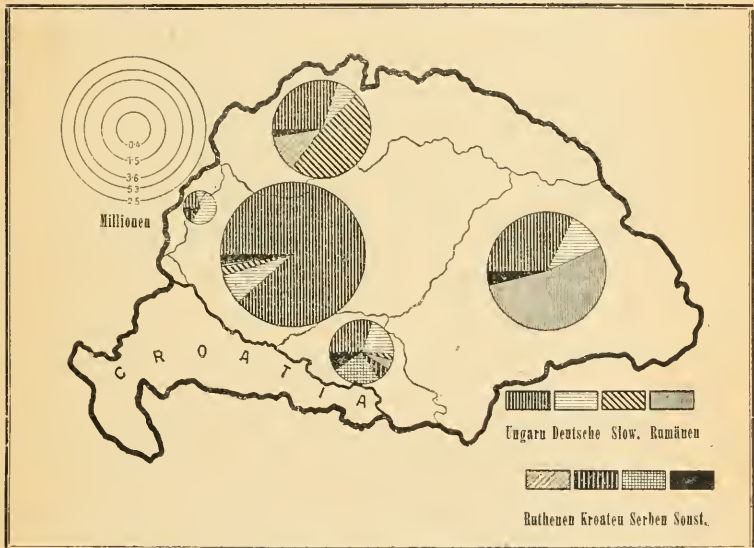 0·4
1·5
3·6
5·3
2·5
Millionen
CROATIA
Ungarn Deutsche Slow. Rumänen
Ruthenen Kroaten Serben Sonst.